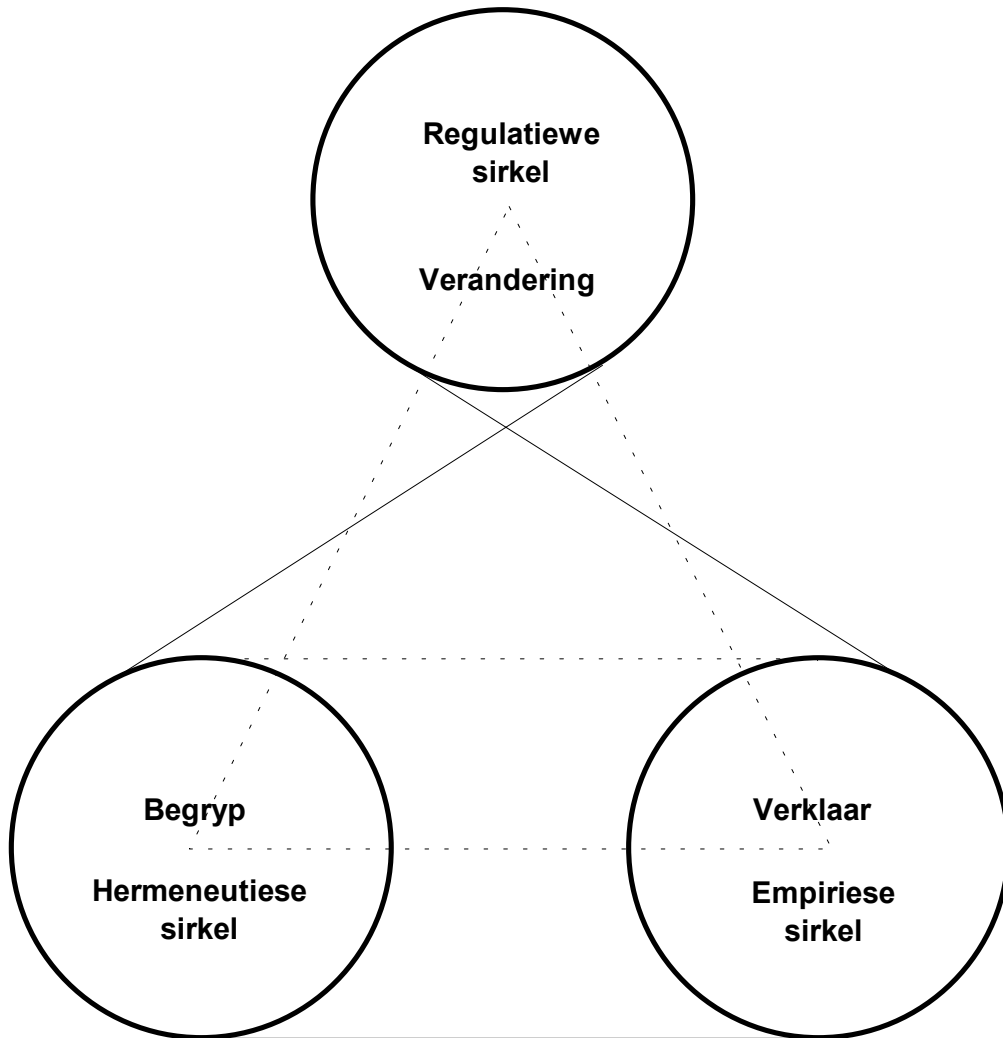 Regulatiewe
sirkel
Verandering
Begryp
Hermeneutiese
sirkel
Verklaar
Empiriese
sirkel